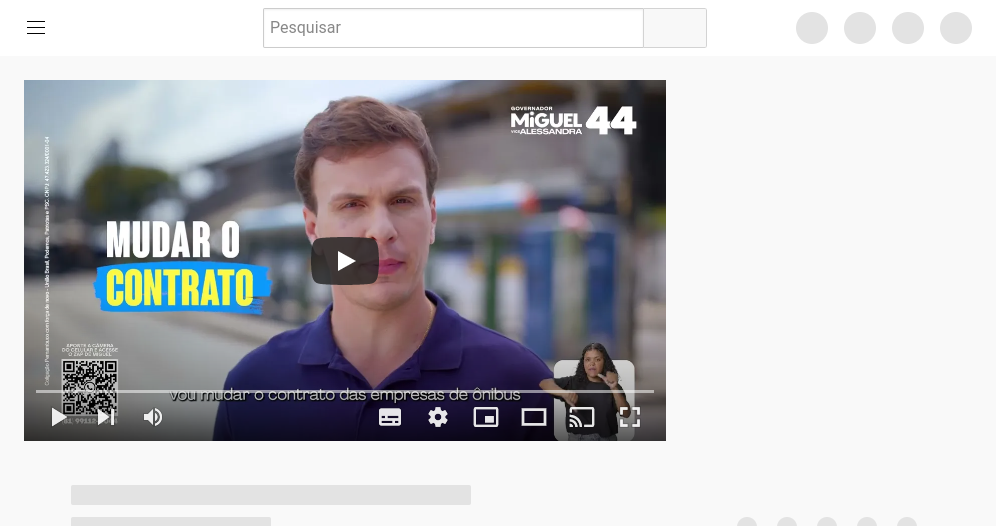 Pesquisar
GOVERNADOR
MiGUEL 44
VICE ALESSANDRA
MUDAR O
CONTRATO
APONTE A CÂMERA
DO CELULAR E ACESSE
O ZAP DE MIGUEL
vou mudar o contrato das empresas de ônibus